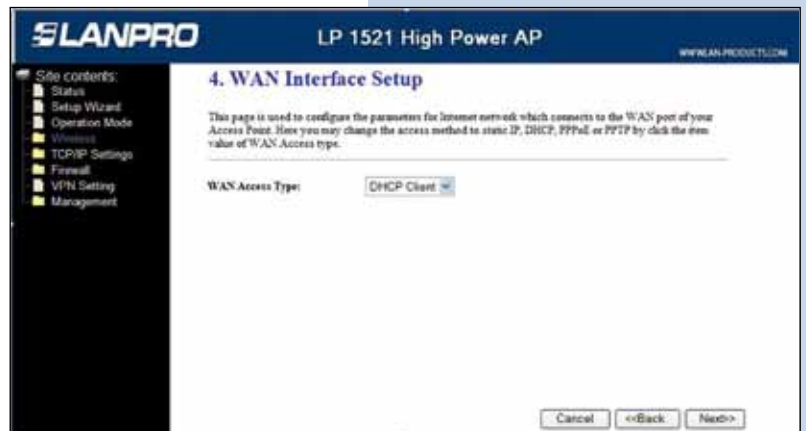 LANPRO
LP 1521 High Power AP
WWW.LAN-PRODUCTS.COM
Site contents:
Status
Setup Wizard
Operation Mode
Wireless
TCP/IP Settings
Firewall
VPN Setting
Management
4. WAN Interface Setup
This page is used to configure the parameters for Internet network which connects to the WAN port of your
Access Point. Here you may change the access method to static IP, DHCP, PPPoE or PPTP by click the item
value of WAN Access type.
WAN Access Type: DHCP Client
Cancel <<Back Next>>